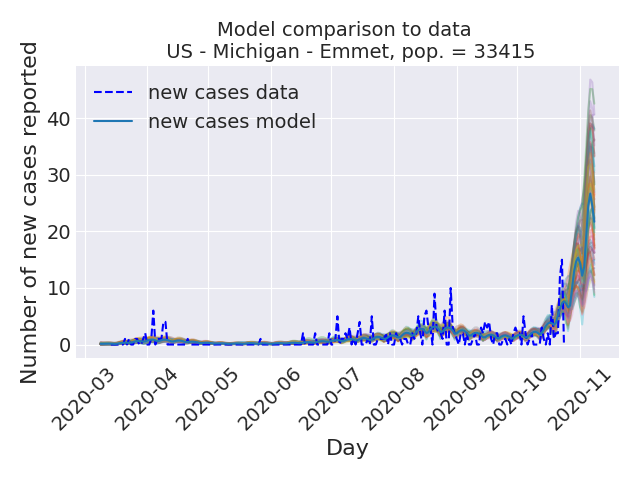 Model comparison to data
US - Michigan - Emmet, pop. = 33415
Number of new cases reported
40
30
20
10
0
new cases data
new cases model
2020-03
2020-04
2020-05
2020-06
2020-07
2020-08
2020-09
2020-10
2020-11
Day